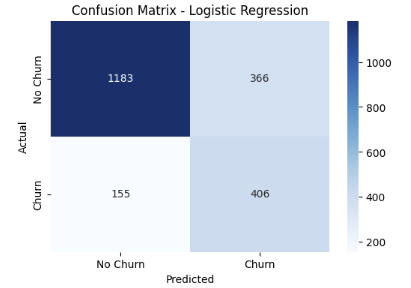 Confusion Matrix - Logistic Regression
No Churn
1183
366
Churn
155
406
Actual
No Churn
Churn
Predicted
1000
800
600
400
200